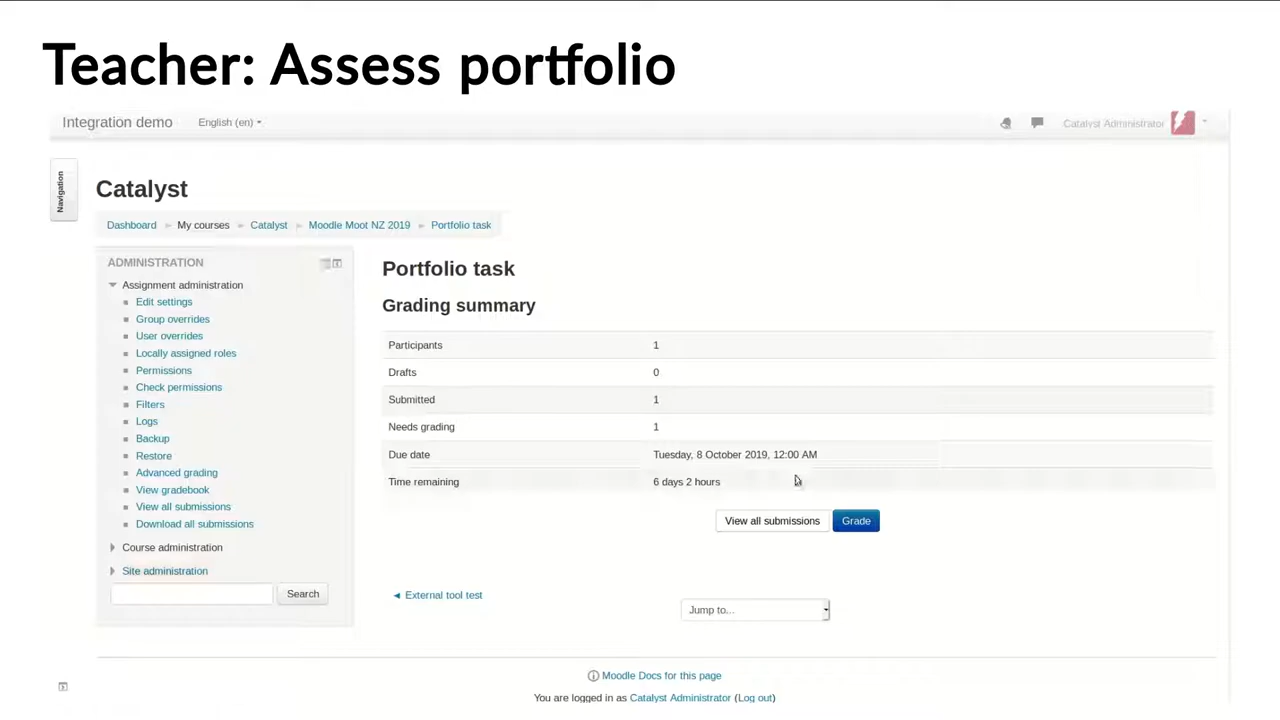 Teacher: Assess portfolio
Integration demo English (en)
Catalyst Administrator
Navigation
Catalyst
Dashboard My courses Catalyst Moodle Moot NZ 2019 Portfolio task
ADMINISTRATION
Assignment administration
Edit settings
Group overrides
User overrides
Locally assigned roles
Permissions
Check permissions
Filters
Logs
Backup
Restore
Advanced grading
View gradebook
View all submissions
Download all submissions
Course administration
Site administration
Search
Portfolio task
Grading summary
Participants 1
Drafts 0
Submitted 1
Needs grading 1
Due date Tuesday, 8 October 2019, 12:00 AM
Time remaining 6 days 2 hours
View all submissions Grade
◄ External tool test
Jump to...
Moodle Docs for this page
You are logged in as Catalyst Administrator (Log out)